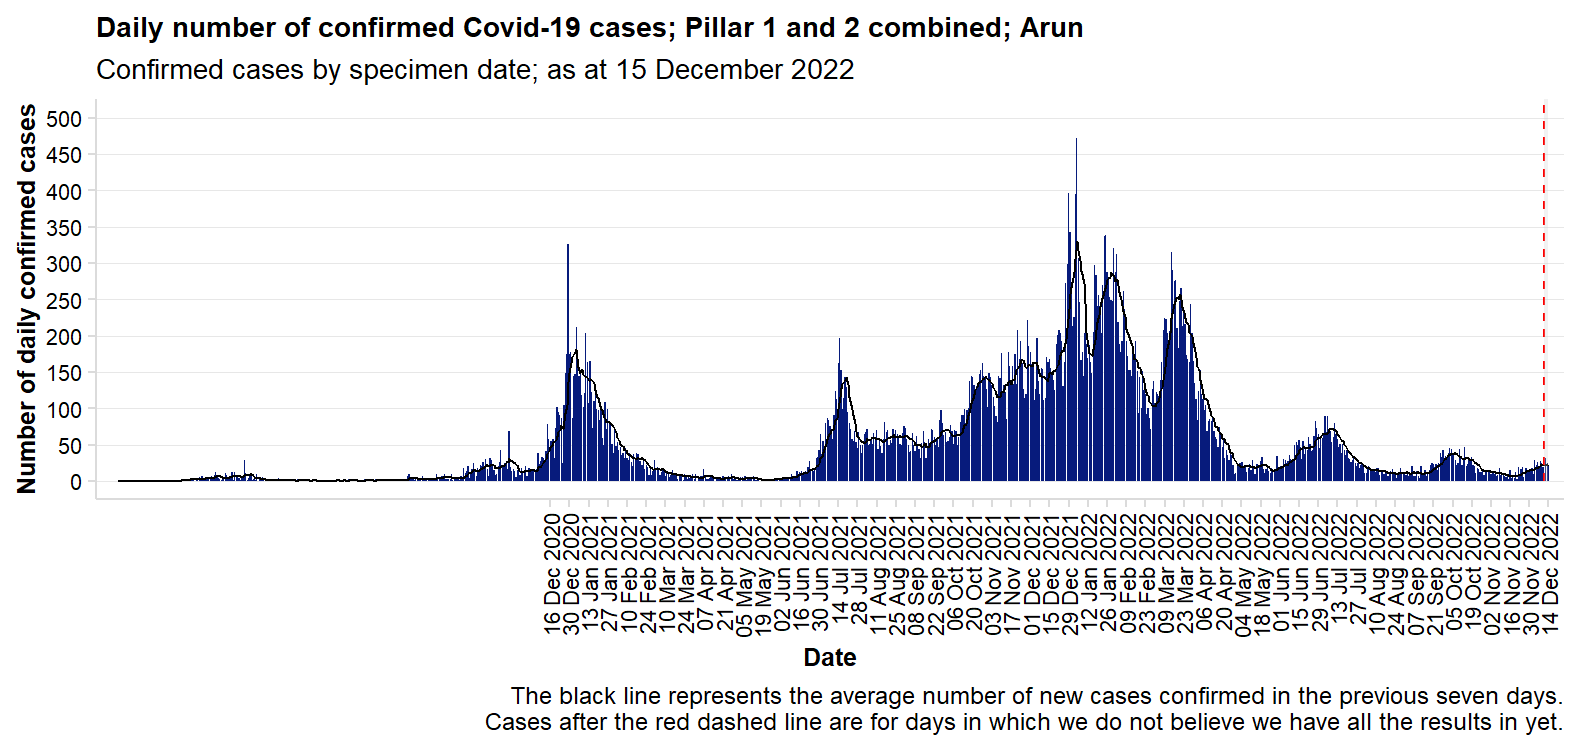 Daily number of confirmed Covid-19 cases; Pillar 1 and 2 combined; Arun
Confirmed cases by specimen date; as at 15 December 2022
Number of daily confirmed cases
500
450
400
350
300
250
200
150
100
50
0
16 Dec 2020
30 Dec 2020
13 Jan 2021
27 Jan 2021
10 Feb 2021
24 Feb 2021
10 Mar 2021
24 Mar 2021
07 Apr 2021
21 Apr 2021
05 May 2021
19 May 2021
02 Jun 2021
16 Jun 2021
30 Jun 2021
14 Jul 2021
28 Jul 2021
11 Aug 2021
25 Aug 2021
08 Sep 2021
22 Sep 2021
06 Oct 2021
20 Oct 2021
03 Nov 2021
17 Nov 2021
01 Dec 2021
15 Dec 2021
29 Dec 2021
12 Jan 2022
26 Jan 2022
09 Feb 2022
23 Feb 2022
09 Mar 2022
23 Mar 2022
06 Apr 2022
20 Apr 2022
04 May 2022
18 May 2022
01 Jun 2022
15 Jun 2022
29 Jun 2022
13 Jul 2022
27 Jul 2022
10 Aug 2022
24 Aug 2022
07 Sep 2022
21 Sep 2022
05 Oct 2022
19 Oct 2022
02 Nov 2022
16 Nov 2022
30 Nov 2022
14 Dec 2022
Date
The black line represents the average number of new cases confirmed in the previous seven days.
Cases after the red dashed line are for days in which we do not believe we have all the results in yet.